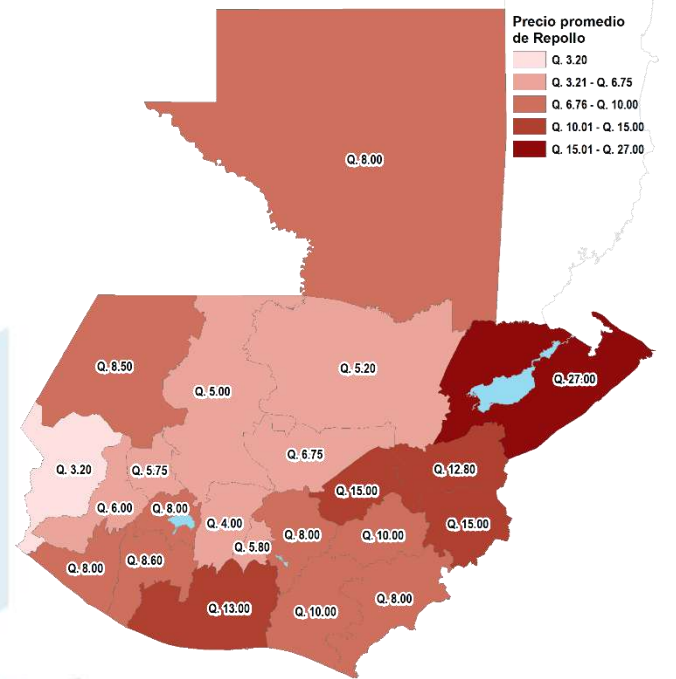 Precio promedio
de Repollo
Q. 3.20
Q. 3.21 - Q. 6.75
Q. 6.76 - Q. 10.00
Q. 10.01 - Q. 15.00
Q. 15.01 - Q. 27.00
Q. 8.00
Q. 8.50
Q. 5.20
Q. 27.00
Q. 5.00
Q. 6.75
Q. 12.80
Q. 3.20
Q. 5.75
Q. 15.00
Q. 6.00
Q. 8.00
Q. 4.00
Q. 15.00
Q. 8.00
Q. 10.00
Q. 5.80
Q. 8.60
Q. 8.00
Q. 13.00
Q. 10.00
Q. 8.00